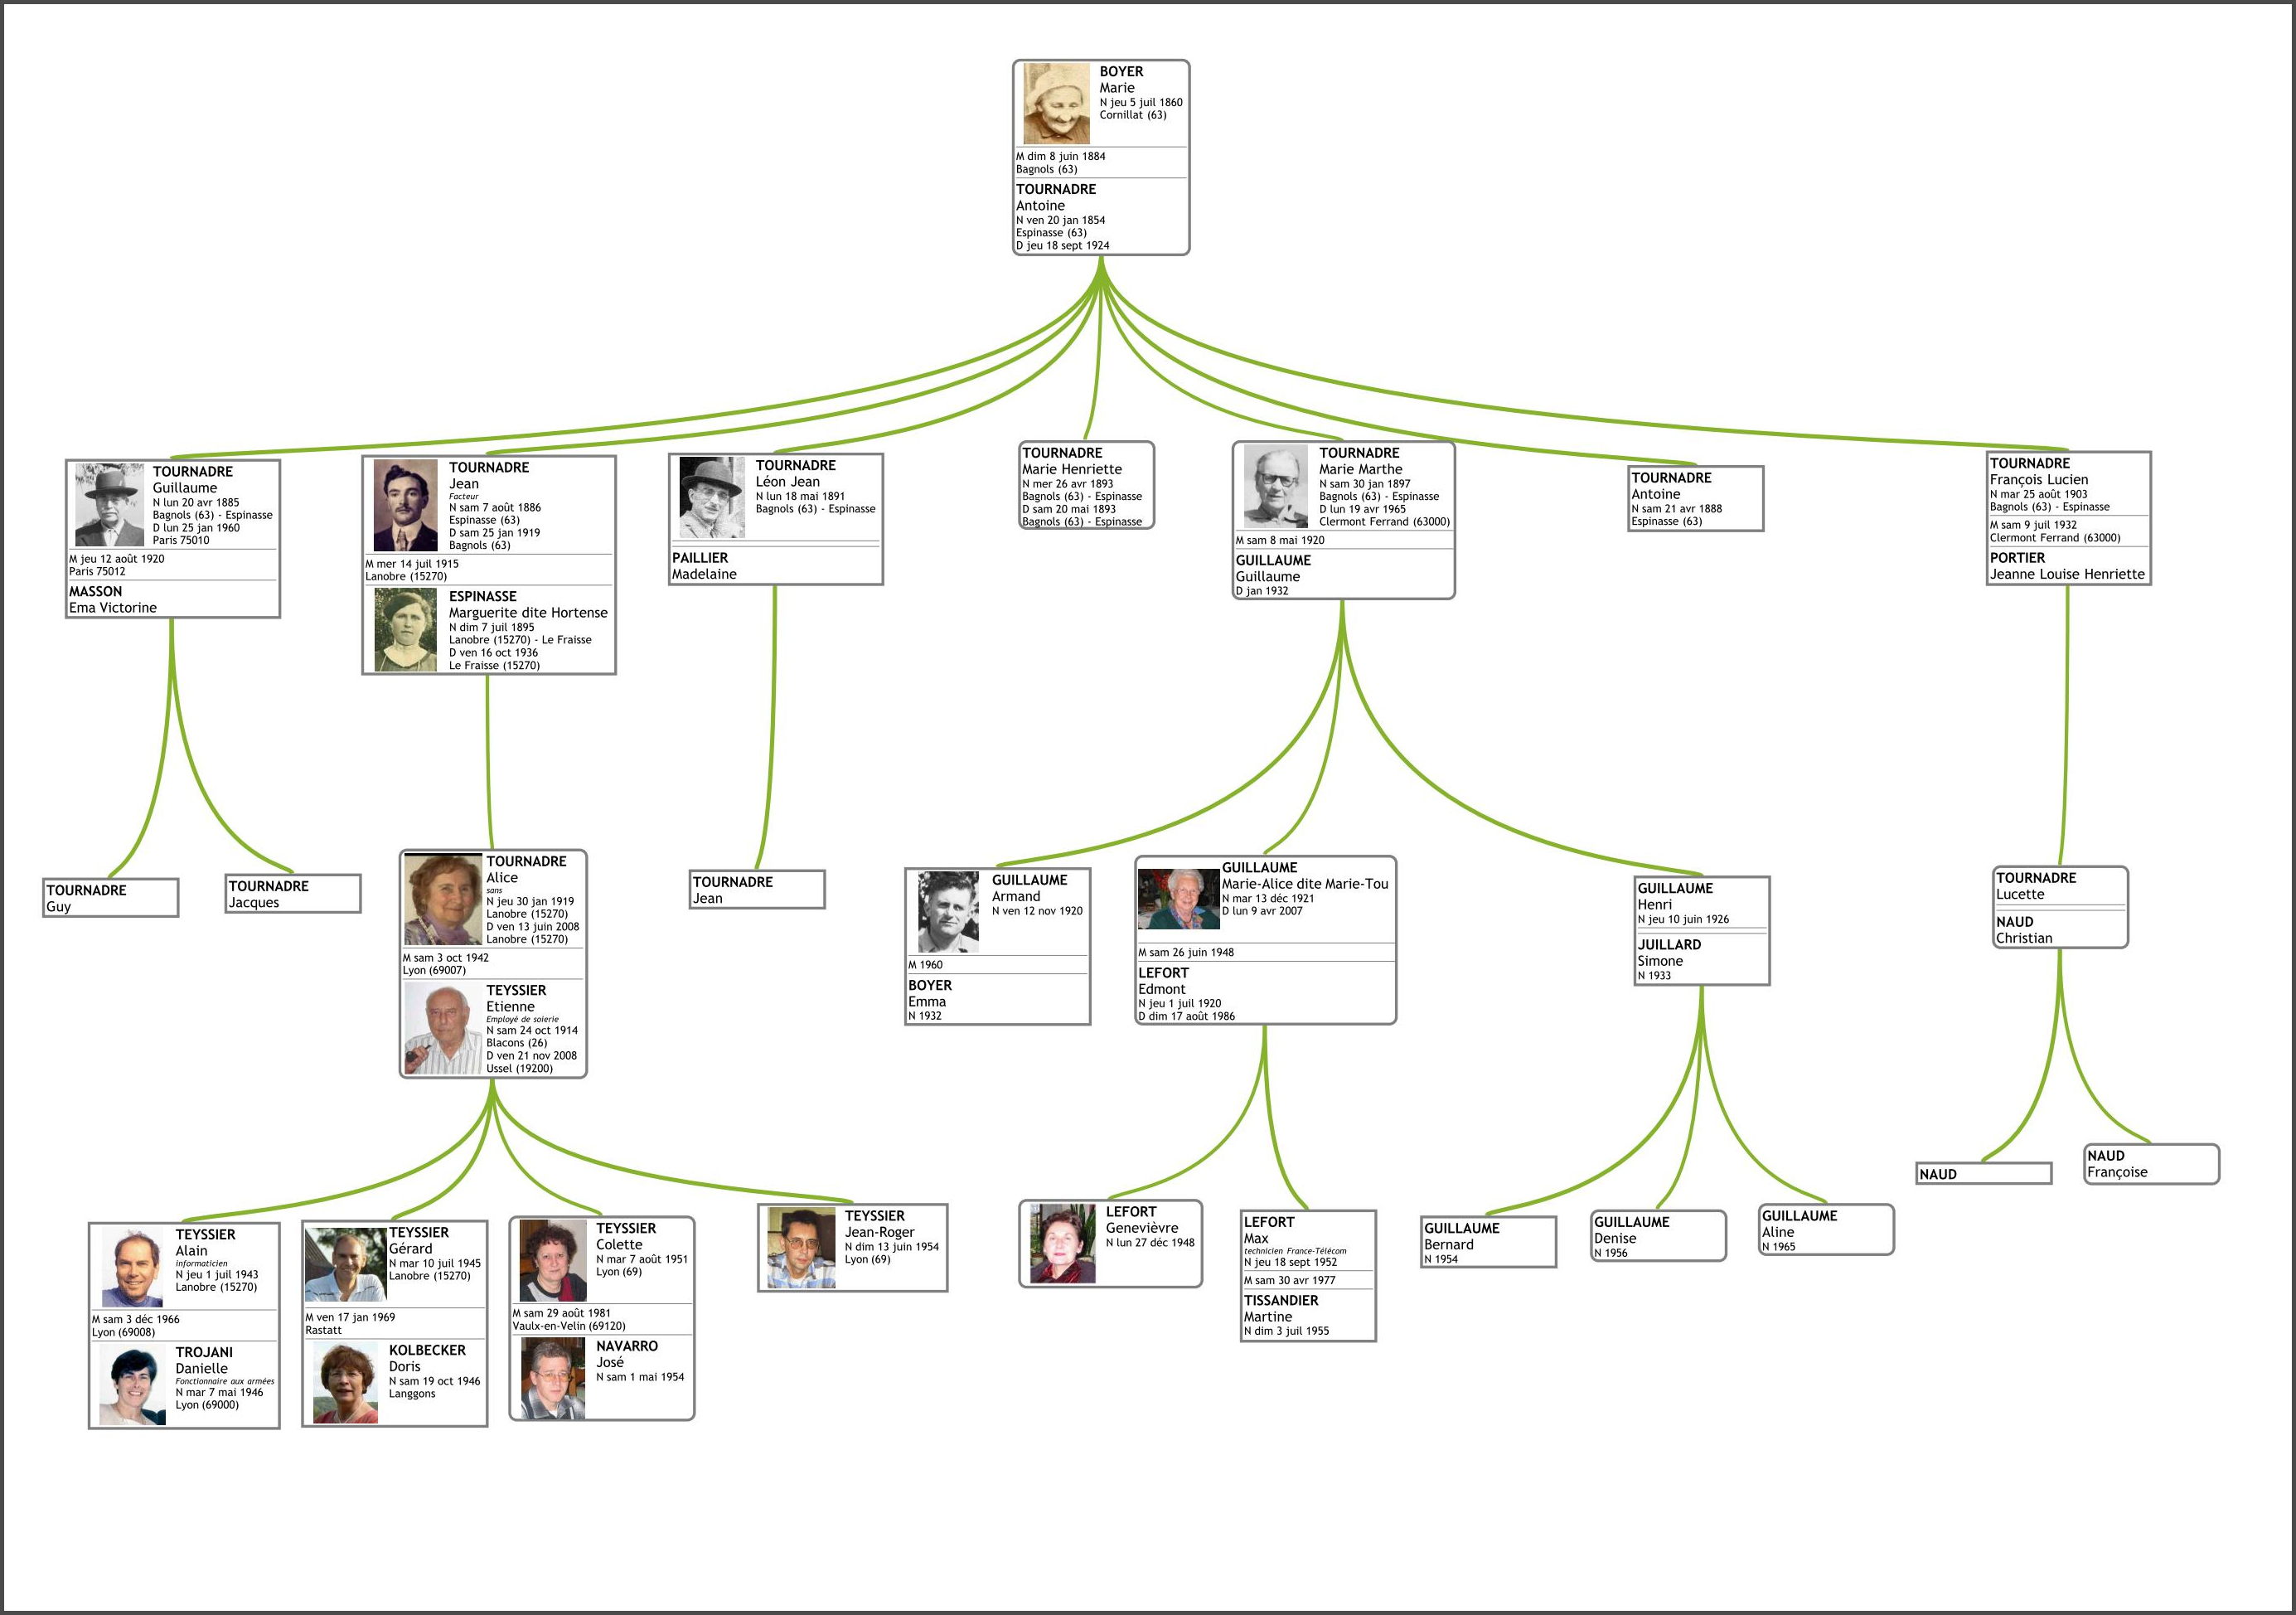 BOYER
Marie
N jeu 5 juil 1860
Cornillat (63)
M dim 8 juin 1884
Bagnols (63)
TOURNADRE
Antoine
N ven 20 jan 1854
Espinasse (63)
D jeu 18 sept 1924
TOURNADRE
Guillaume
N lun 20 avr 1885
Bagnols (63) - Espinasse
D lun 25 jan 1960
Paris 75010
M jeu 12 août 1920
Paris 75012
MASSON
Ema Victorine
TOURNADRE
Jean
Facteur
N sam 7 août 1886
Espinasse (63)
D sam 25 jan 1919
Bagnols (63)
M mer 14 juil 1915
Lanobre (15270)
ESPINASSE
Marguerite dite Hortense
N dim 7 juil 1895
Lanobre (15270) - Le Fraisse
D ven 16 oct 1936
Le Fraisse (15270)
TOURNADRE
Léon Jean
N lun 18 mai 1891
Bagnols (63) - Espinasse
PAILLIER
Madelaine
TOURNADRE
Marie Henriette
N mer 26 avr 1893
Bagnols (63) - Espinasse
D sam 20 mai 1893
Bagnols (63) - Espinasse
TOURNADRE
Marie Marthe
N sam 30 jan 1897
Bagnols (63) - Espinasse
D lun 19 avr 1965
Clermont Ferrand (63000)
M sam 8 mai 1920
GUILLAUME
Guillaume
D jan 1932
TOURNADRE
Antoine
N sam 21 avr 1888
Espinasse (63)
TOURNADRE
François Lucien
N mar 25 août 1903
Bagnols (63) - Espinasse
M sam 9 juil 1932
Clermont Ferrand (63000)
PORTIER
Jeanne Louise Henriette
TOURNADRE
Guy
TOURNADRE
Jacques
TOURNADRE
Alice
sans
N jeu 30 jan 1919
Lanobre (15270)
D ven 13 juin 2008
Lanobre (15270)
M sam 3 oct 1942
Lyon (69007)
TEYSSIER
Etienne
Employé de soierie
N sam 24 oct 1914
Blacons (26)
D ven 21 nov 2008
Ussel (19200)
TOURNADRE
Jean
GUILLAUME
Armand
N ven 12 nov 1920
M 1960
BOYER
Emma
N 1932
GUILLAUME
Marie-Alice dite Marie-Tou
N mar 13 déc 1921
D lun 9 avr 2007
M sam 26 juin 1948
LEFORT
Edmont
N jeu 1 juil 1920
D dim 17 août 1986
GUILLAUME
Henri
N jeu 10 juin 1926
JUILLARD
Simone
N 1933
TOURNADRE
Lucette
NAUD
Christian
TEYSSIER
Alain
informaticien
N jeu 1 juil 1943
Lanobre (15270)
M sam 3 déc 1966
Lyon (69008)
TROJANI
Danielle
Fonctionnaire aux armées
N mar 7 mai 1946
Lyon (69000)
TEYSSIER
Gérard
N mar 10 juil 1945
Lanobre (15270)
M ven 17 jan 1969
Rastatt
KOLBECKER
Doris
N sam 19 oct 1946
Langgons
TEYSSIER
Colette
N mar 7 août 1951
Lyon (69)
M sam 29 août 1981
Vaulx-en-Velin (69120)
NAVARRO
José
N sam 1 mai 1954
TEYSSIER
Jean-Roger
N dim 13 juin 1954
Lyon (69)
LEFORT
Genevièvre
N lun 27 déc 1948
LEFORT
Max
technicien France-Télécom
N jeu 18 sept 1952
M sam 30 avr 1977
TISSANDIER
Martine
N dim 3 juil 1955
GUILLAUME
Bernard
N 1954
GUILLAUME
Denise
N 1956
GUILLAUME
Aline
N 1965
NAUD
NAUD
Françoise